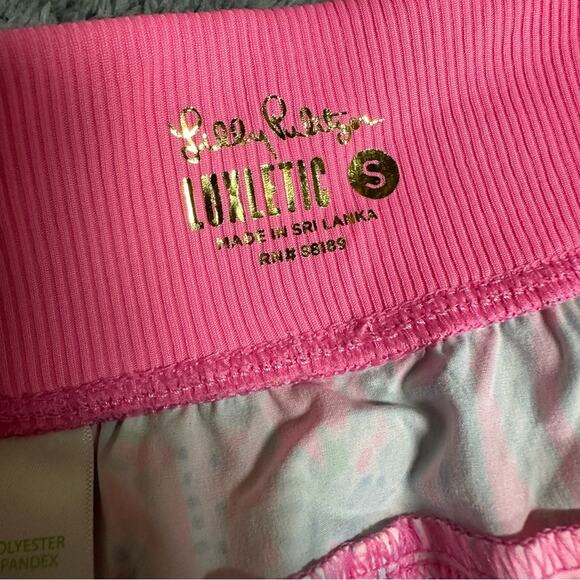 Lilly Pulitzer
LUXLETIC S
MADE IN SRI LANKA
RN# 98189
OLYESTER
PANDEX